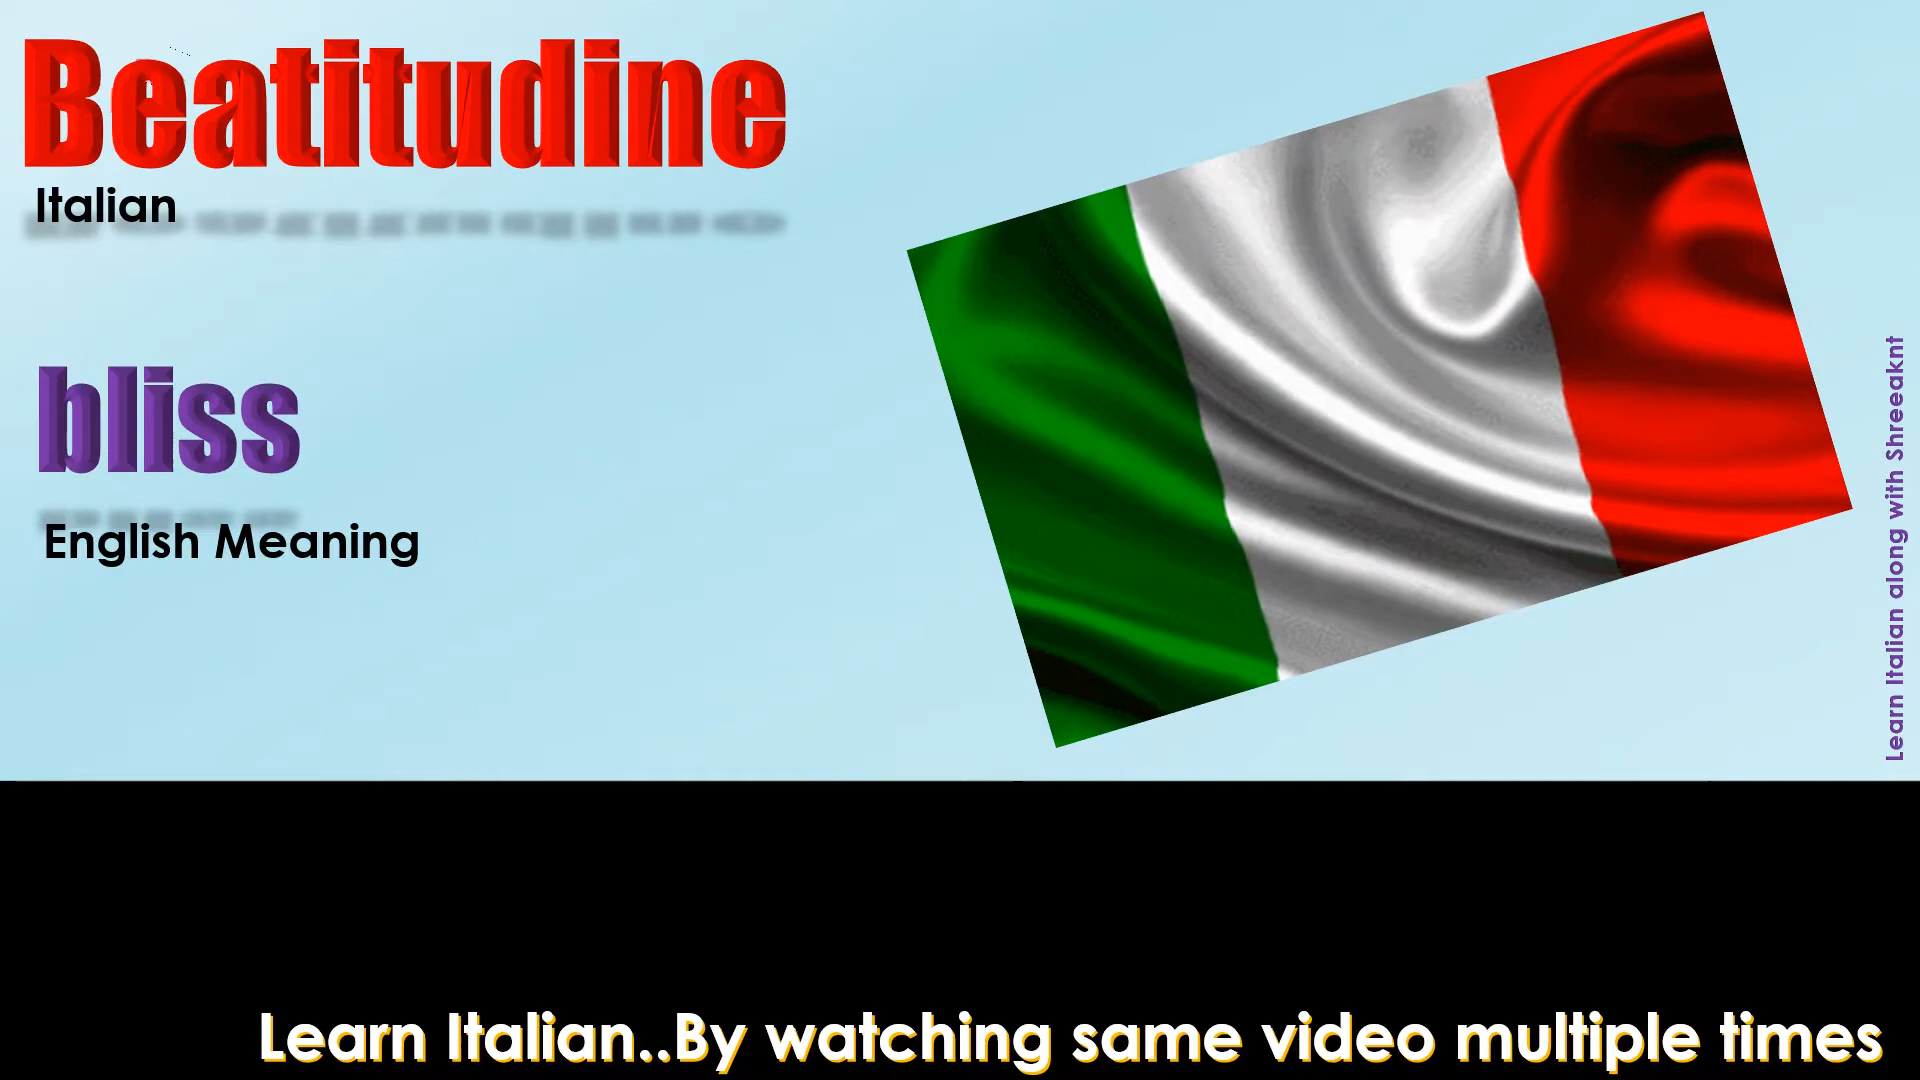 Beatitudine
Italian
bliss
English Meaning
Learn Italian along with Shreeaknt
Learn Italian..By watching same video multiple times